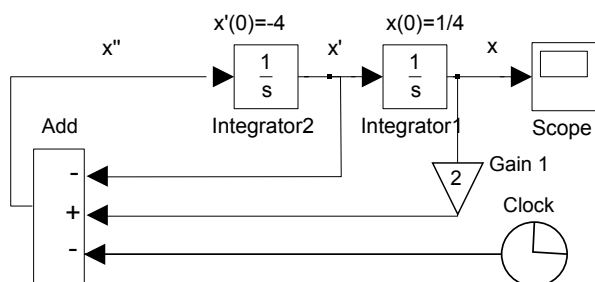 x'(0)=-4 x(0)=1/4
x" x' x
1
s
1
s
Integrator2 Integrator1 Scope
Add
-
+
-
2
Gain 1
Clock